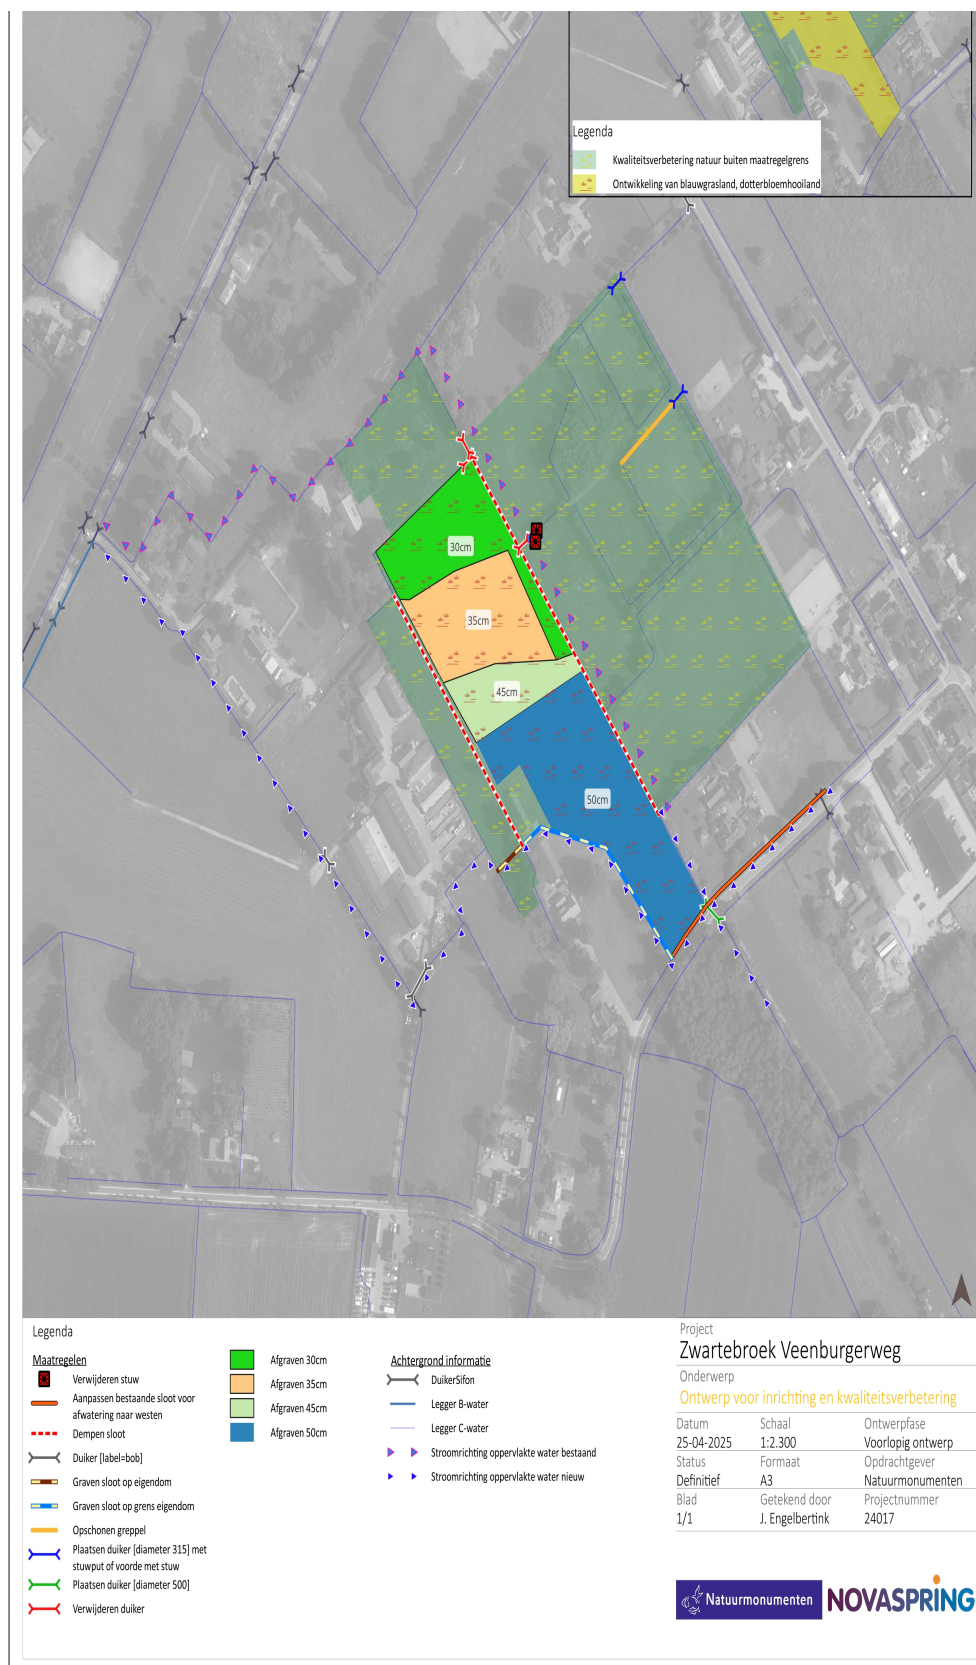 Legenda
Kwaliteitsverbetering natuur buiten maatregelgrens
Ontwikkeling van blauwgrasland, dotterbloemhooiland
30cm
35cm
45cm
50cm
Legenda
Maatregelen
Verwijderen stuw
Aanpassen bestaande sloot voor
afwatering naar westen
Dempen sloot
Duiker [label=bob]
Graven sloot op eigendom
Graven sloot op grens eigendom
Opschonen greppel
Plaatsen duiker [diameter 315] met
stuwput of voorde met stuw
Plaatsen duiker [diameter 500]
Verwijderen duiker
Afgraven 30cm
Afgraven 35cm
Afgraven 45cm
Afgraven 50cm
Achtergrond informatie
DuikerSifon
Legger B-water
Legger C-water
Stroomrichting oppervlakte water bestaand
Stroomrichting oppervlakte water nieuw
Project
Zwartebroek Veenburgerweg
Onderwerp
Ontwerp voor inrichting en kwaliteitsverbetering
Datum Schaal Ontwerpfase
25-04-2025 1:2.300 Voorlopig ontwerp
Status Formaat Opdrachtgever
Definitief A3 Natuurmonumenten
Blad Getekend door Projectnummer
1/1 J. Engelbertink 24017
Natuurmonumenten NOVASPRING